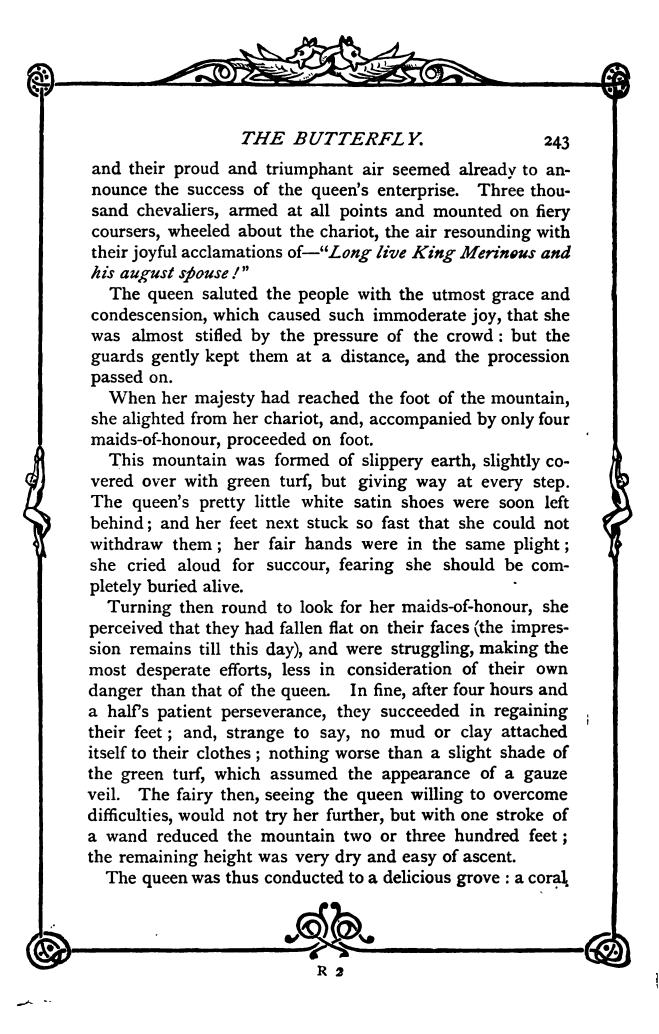 THE BUTTERFLY. 243
and their proud and triumphant air seemed already to an-
nounce the success of the queen's enterprise. Three thou-
sand chevaliers, armed at all points and mounted on fiery
coursers, wheeled about the chariot, the air resounding with
their joyful acclamations of—"Long live King Merinous and
his august spouse!"
The queen saluted the people with the utmost grace and
condescension, which caused such immoderate joy, that she
was almost stifled by the pressure of the crowd : but the
guards gently kept them at a distance, and the procession
passed on.
When her majesty had reached the foot of the mountain,
she alighted from her chariot, and, accompanied by only four
maids-of-honour, proceeded on foot.
This mountain was formed of slippery earth, slightly co-
vered over with green turf, but giving way at every step.
The queen's pretty little white satin shoes were soon left
behind ; and her feet next stuck so fast that she could not
withdraw them ; her fair hands were in the same plight ;
she cried aloud for succour, fearing she should be com-
pletely buried alive.
Turning then round to look for her maids-of-honour, she
perceived that they had fallen flat on their faces (the impres-
sion remains till this day), and were struggling, making the
most desperate efforts, less in consideration of their own
danger than that of the queen. In fine, after four hours and
a half's patient perseverance, they succeeded in regaining
their feet ; and, strange to say, no mud or clay attached
itself to their clothes ; nothing worse than a slight shade of
the green turf, which assumed the appearance of a gauze
veil. The fairy then, seeing the queen willing to overcome
difficulties, would not try her further, but with one stroke of
a wand reduced the mountain two or three hundred feet ;
the remaining height was very dry and easy of ascent.
The queen was thus conducted to a delicious grove : a coral
R 2